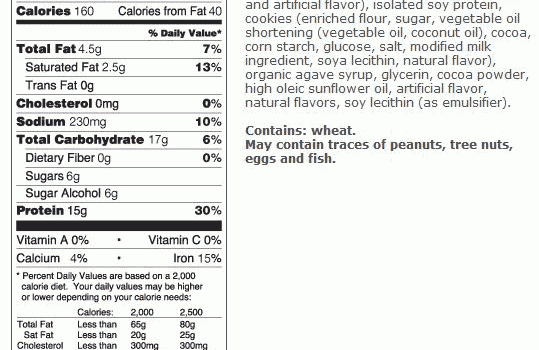 Calories 160 Calories from Fat 40
% Daily Value*
Total Fat 4.5g 7%
Saturated Fat 2.5g 13%
Trans Fat 0g
Cholesterol 0mg 0%
Sodium 230mg 10%
Total Carbohydrate 17g 6%
Dietary Fiber 0g 0%
Sugars 6g
Sugar Alcohol 6g
Protein 15g 30%
Vitamin A 0% • Vitamin C 0%
Calcium 4% • Iron 15%
* Percent Daily Values are based on a 2,000
calorie diet. Your daily values may be higher
or lower depending on your calorie needs:
Calories: 2,000 2,500
Total Fat Less than 65g 80g
Sat Fat Less than 20g 25g
Cholesterol Less than 300mg 300mg
and artificial flavor), isolated soy protein,
cookies (enriched flour, sugar, vegetable oil
shortening (vegetable oil, coconut oil), cocoa,
corn starch, glucose, salt, modified milk
ingredient, soya lecithin, natural flavor),
organic agave syrup, glycerin, cocoa powder,
high oleic sunflower oil, artificial flavor,
natural flavors, soy lecithin (as emulsifier).
Contains: wheat.
May contain traces of peanuts, tree nuts,
eggs and fish.